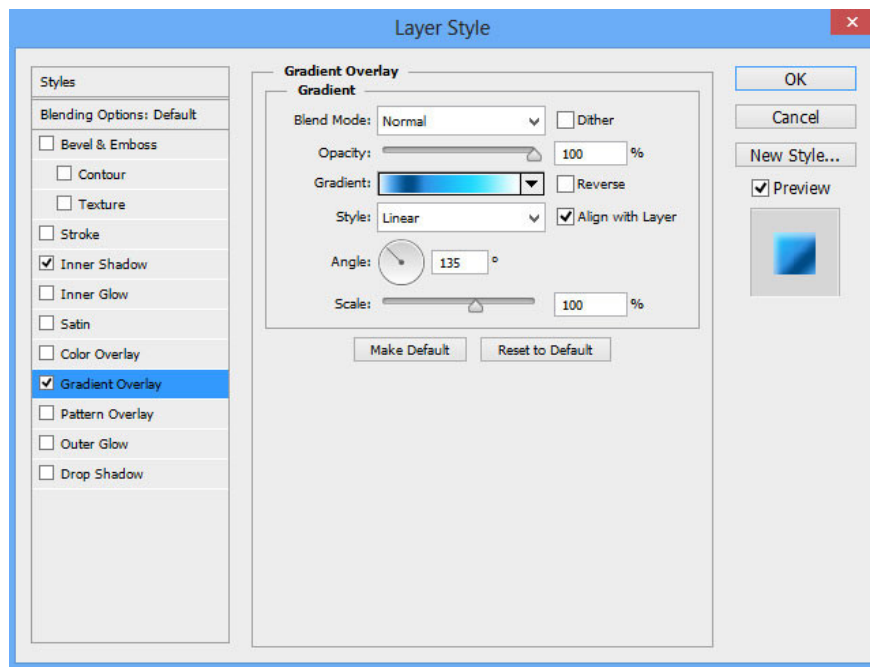 Layer Style
Styles
Blending Options: Default
Bevel & Emboss
Contour
Texture
Stroke
Inner Shadow
Inner Glow
Satin
Color Overlay
Gradient Overlay
Pattern Overlay
Outer Glow
Drop Shadow
Gradient Overlay
Gradient
Blend Mode: Normal Dither
Opacity: 100 %
Gradient: Reverse
Style: Linear Align with Layer
Angle: 135 °
Scale: 100 %
Make Default Reset to Default
OK
Cancel
New Style...
Preview